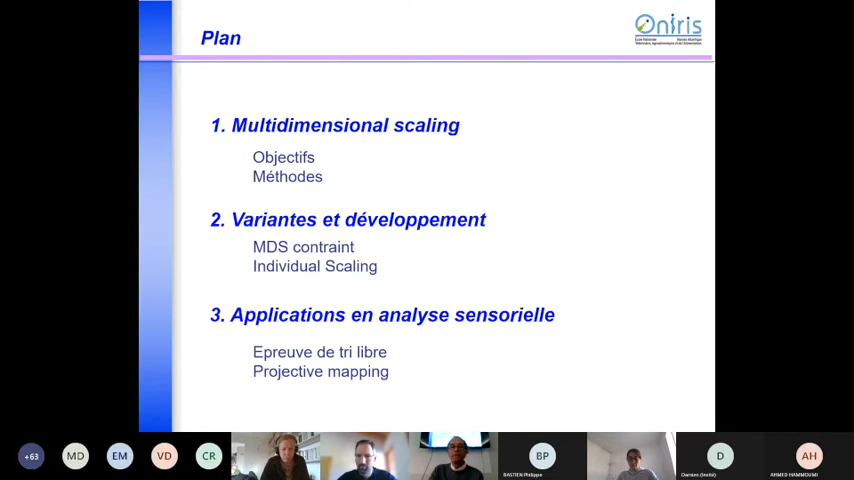 Plan
Oniris
1. Multidimensional scaling
Objectifs
Méthodes
2. Variantes et développement
MDS contraint
Individual Scaling
3. Applications en analyse sensorielle
Epreuve de tri libre
Projective mapping
+63
MD
EM
VD
CR
BP
BASTIEN Philippe
D
Damien (Invité)
AH
AHMED HAMMOUMI